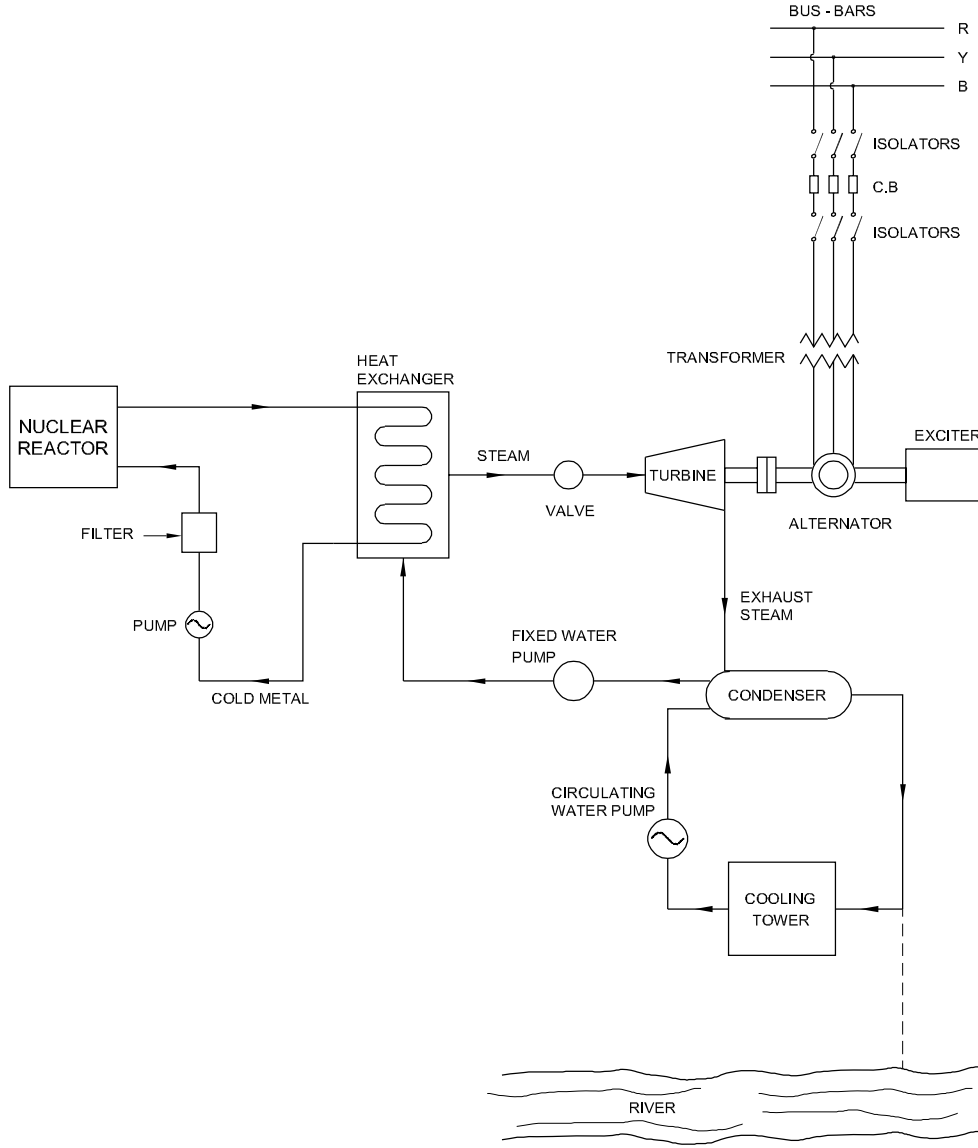 BUS - BARS
R
Y
B
ISOLATORS
C.B
ISOLATORS
TRANSFORMER
HEAT
EXCHANGER
NUCLEAR
REACTOR
EXCITER
STEAM
TURBINE
VALVE
ALTERNATOR
FILTER
EXHAUST
STEAM
PUMP
FIXED WATER
PUMP
COLD METAL
CONDENSER
CIRCULATING
WATER PUMP
COOLING
TOWER
RIVER